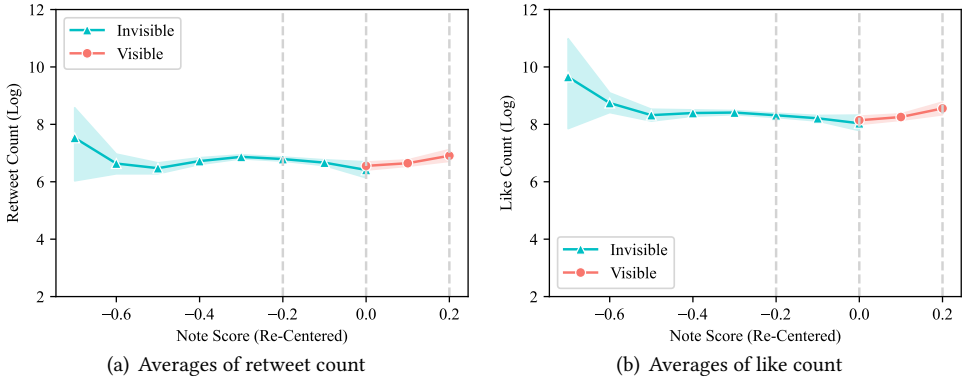 12
10
8
6
4
2
Retweet Count (Log)
Invisible
Visible
−0.6
−0.4
−0.2
0.0
0.2
Note Score (Re-Centered)
(a) Averages of retweet count
12
10
8
6
4
2
Like Count (Log)
Invisible
Visible
−0.6
−0.4
−0.2
0.0
0.2
Note Score (Re-Centered)
(b) Averages of like count